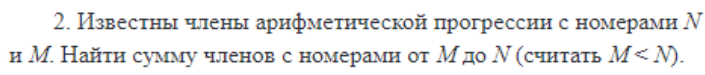 2. Известны члены арифметической прогрессии с номерами N
и M. Найти сумму членов с номерами от M до N (считать M < N).